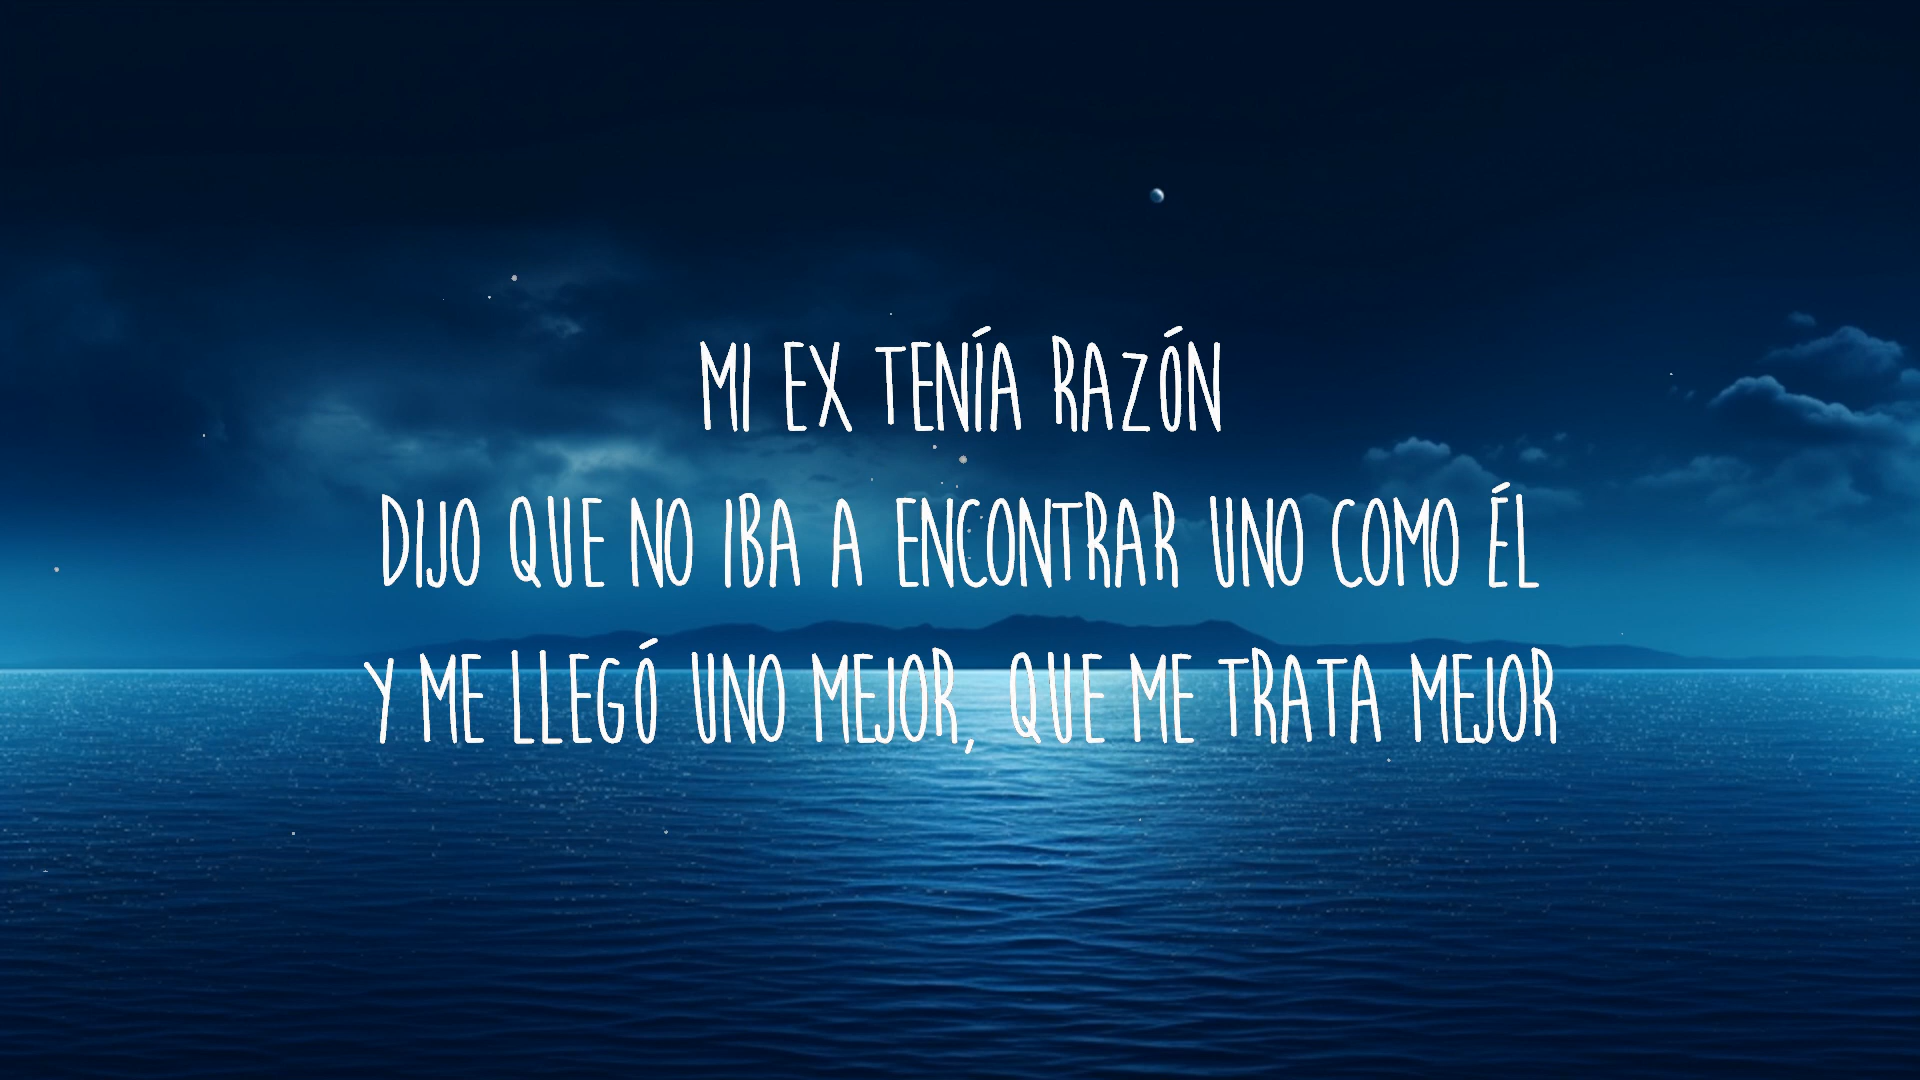 MI EX TENÍA RAZÓN
DIJO QUE NO IBA A ENCONTRAR UNO COMO ÉL
Y ME LLEGÓ UNO MEJOR, QUE ME TRATA MEJOR